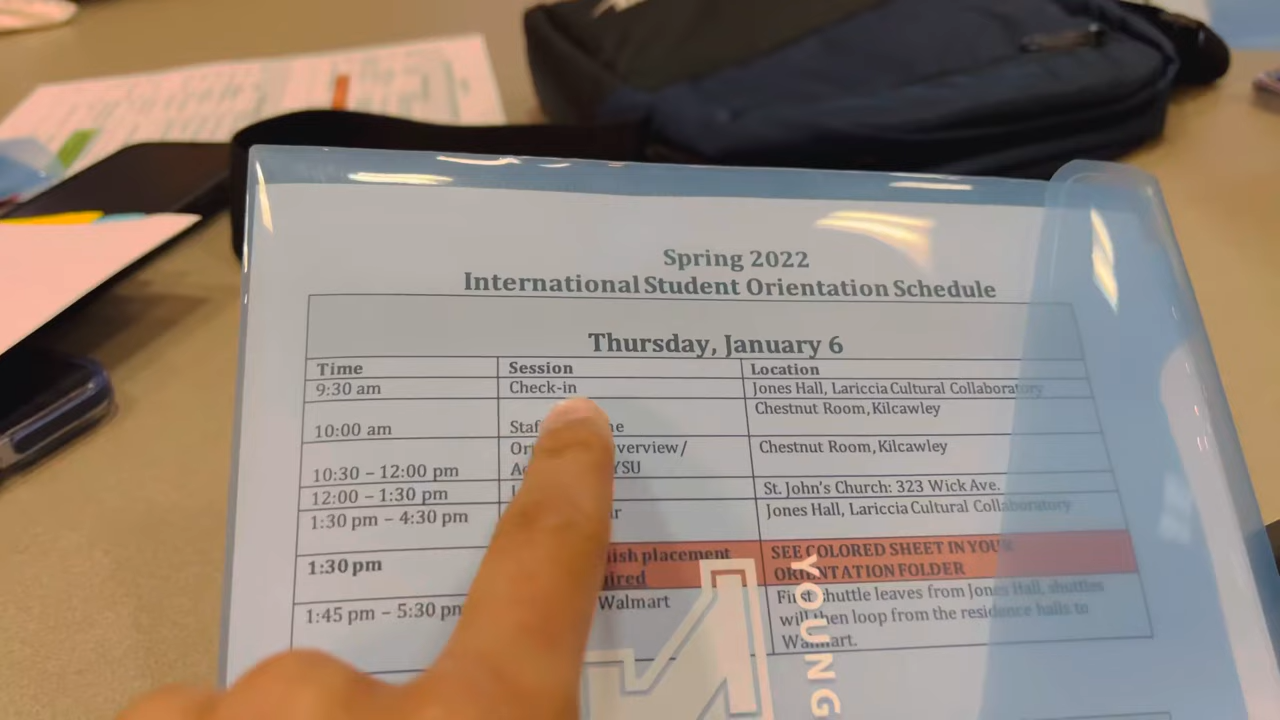 Spring 2022
International Student Orientation Schedule
Thursday, January 6
Time Session Location
9:30 am Check-in Jones Hall, Lariccia Cultural Collaboratory
Chestnut Room, Kilcawley
10:00 am
verview/ Chestnut Room, Kilcawley
10:30 – 12:00 pm YSU
12:00 – 1:30 pm St. John's Church: 323 Wick Ave.
1:30 pm – 4:30 pm Jones Hall, Lariccia Cultural Collaboratory
placement SEE COLORED SHEET IN YOUR
1:30 pm ORIENTATION FOLDER
1:45 pm – 5:30 pm Walmart First shuttle leaves from Jones Hall, shuttles
will then loop from the residence halls to
Walmart.
YOUNG